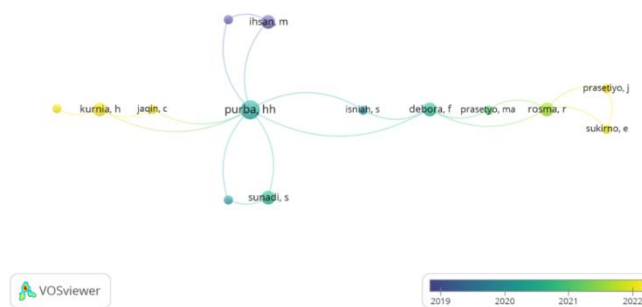 ihsan, m
prasetiyo, j
kurnia, h jaqin, c purba, hh isniah, s debora, f prasetyo, ma rosma, r
sukirno, e
sunadi, s
VOSviewer
2019 2020 2021 2022